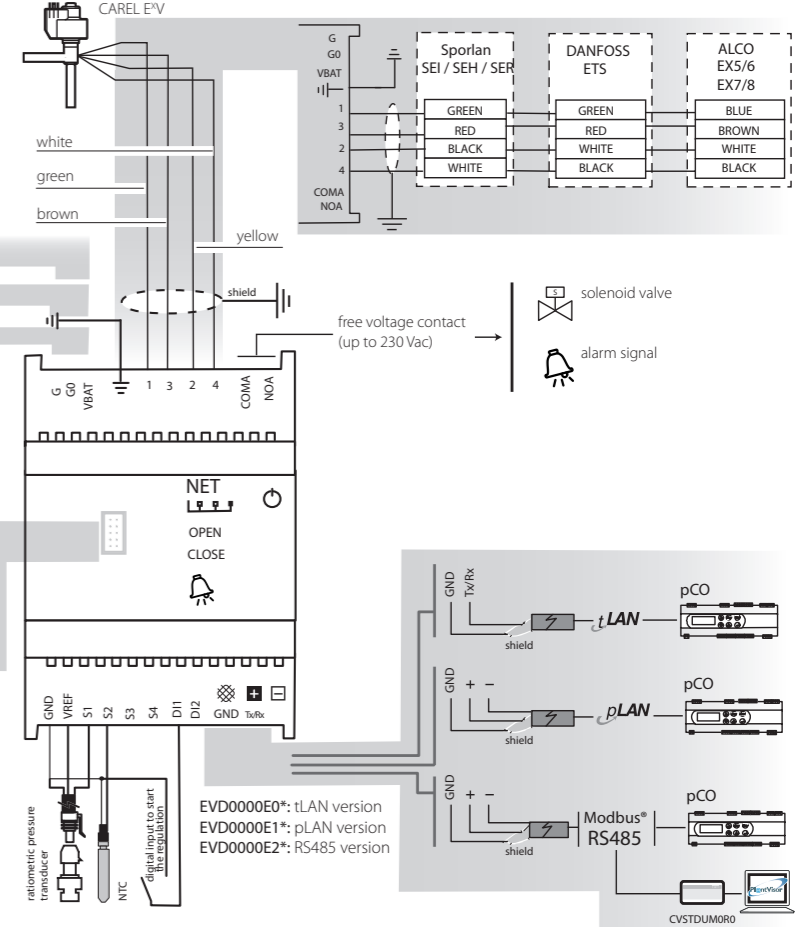 CAREL EXV
G
G0
VBAT
1
3
2
4
COMA
NOA
Sporlan
SEI / SEH / SER
GREEN
RED
BLACK
WHITE
DANFOSS
ETS
GREEN
RED
WHITE
BLACK
ALCO
EX5/6
EX7/8
BLUE
BROWN
WHITE
BLACK
white
green
brown
yellow
shield
free voltage contact
(up to 230 Vac)
S
solenoid valve
alarm signal
G
G0
VBAT
1
3
2
4
COMA
NOA
NET
OPEN
CLOSE
GND
VREF
S1
S2
S3
S4
DI1
DI2
GND
Tx/Rx
ratiometric pressure
transducer
NTC
digital input to start
the regulation
EVD0000E0*: tLAN version
EVD0000E1*: pLAN version
EVD0000E2*: RS485 version
GND
Tx/Rx
shield
tLAN
pCO
GND
+
–
shield
pLAN
pCO
GND
+
–
shield
Modbus®
RS485
pCO
CVSTDUM0R0
PlantVisor